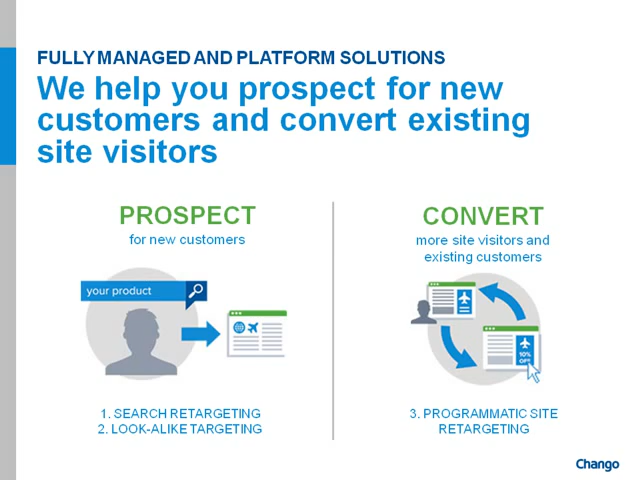 FULLY MANAGED AND PLATFORM SOLUTIONS
We help you prospect for new
customers and convert existing
site visitors
PROSPECT
for new customers
your product
1. SEARCH RETARGETING
2. LOOK-ALIKE TARGETING
CONVERT
more site visitors and
existing customers
10%
OFF
3. PROGRAMMATIC SITE
RETARGETING
Chango